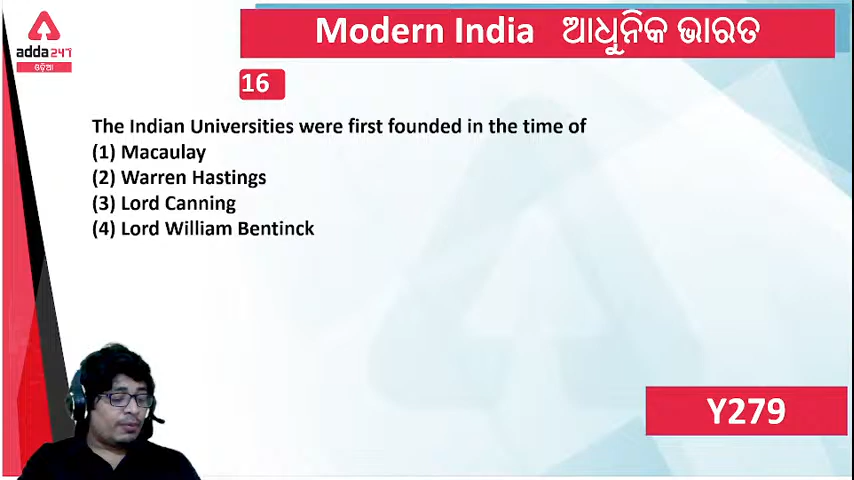 adda247
ଓଡ଼ିଆ
Modern India ଆଧୁନିକ ଭାରତ
16
The Indian Universities were first founded in the time of
(1) Macaulay
(2) Warren Hastings
(3) Lord Canning
(4) Lord William Bentinck
Y279